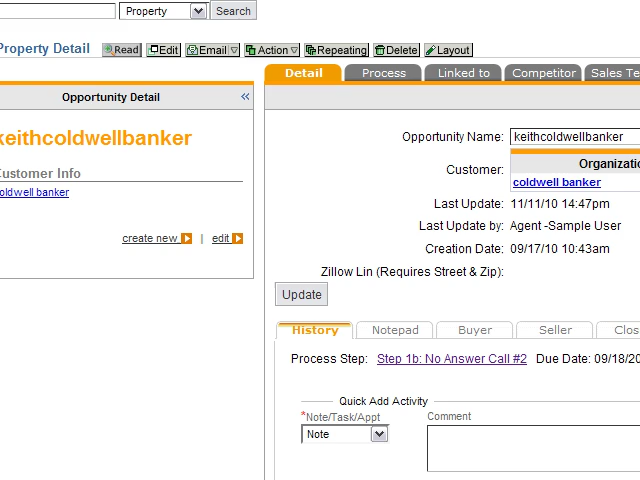 Property Search
Property Detail Read Edit Email Action Repeating Delete Layout
Detail Process Linked to Competitor Sales Te
Opportunity Detail «
keithcoldwellbanker
Customer Info
oldwell banker
create new | edit
Opportunity Name: keithcoldwellbanker
Organizatio
Customer: coldwell banker
Last Update: 11/11/10 14:47pm
Last Update by: Agent -Sample User
Creation Date: 09/17/10 10:43am
Zillow Lin (Requires Street & Zip):
Update
History Notepad Buyer Seller Clos
Process Step: Step 1b: No Answer Call #2 Due Date: 09/18/20
Quick Add Activity
*Note/Task/Appt Comment
Note